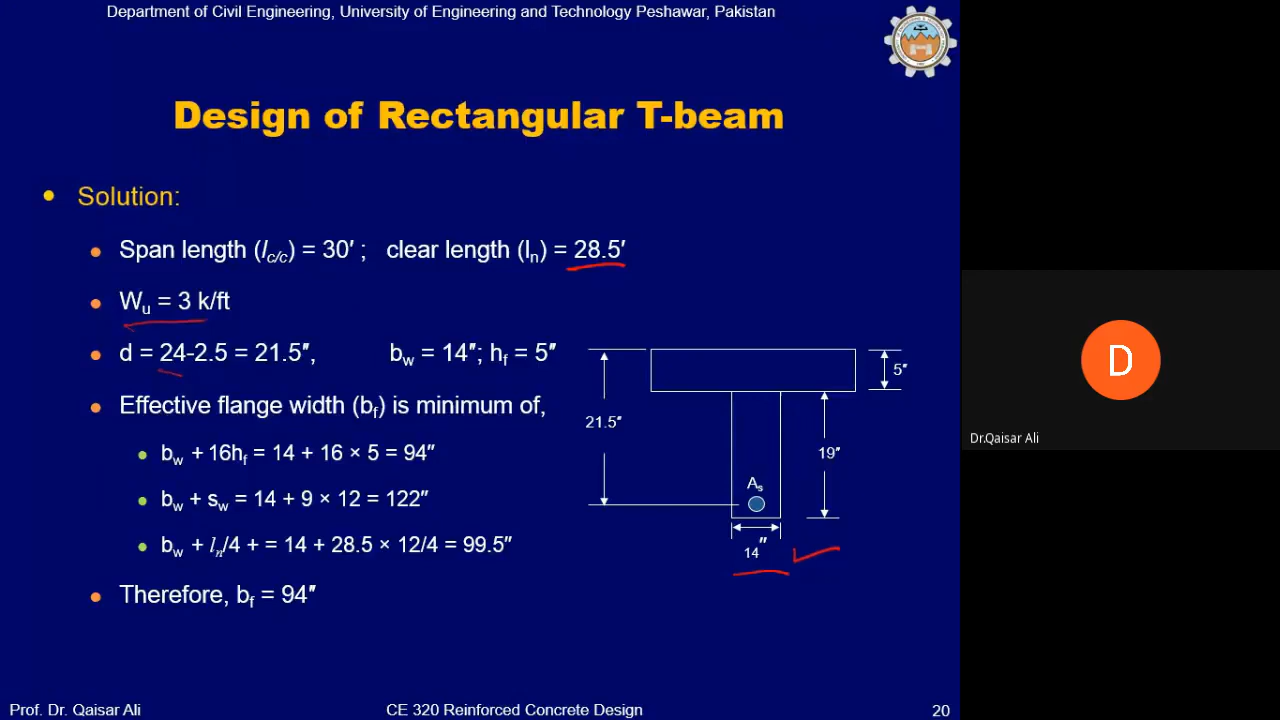 Department of Civil Engineering, University of Engineering and Technology Peshawar, Pakistan
Design of Rectangular T-beam
Solution:
Span length (lc/c) = 30′ ; clear length (ln) = 28.5′
Wu = 3 k/ft
d = 24-2.5 = 21.5″, bw = 14″; hf = 5″
Effective flange width (bf) is minimum of,
bw + 16hf = 14 + 16 × 5 = 94″
bw + sw = 14 + 9 × 12 = 122″
bw + ln/4 + = 14 + 28.5 × 12/4 = 99.5″
Therefore, bf = 94″
5″
21.5″
19″
As
14″
D
Dr.Qaisar Ali
Prof. Dr. Qaisar Ali
CE 320 Reinforced Concrete Design
20